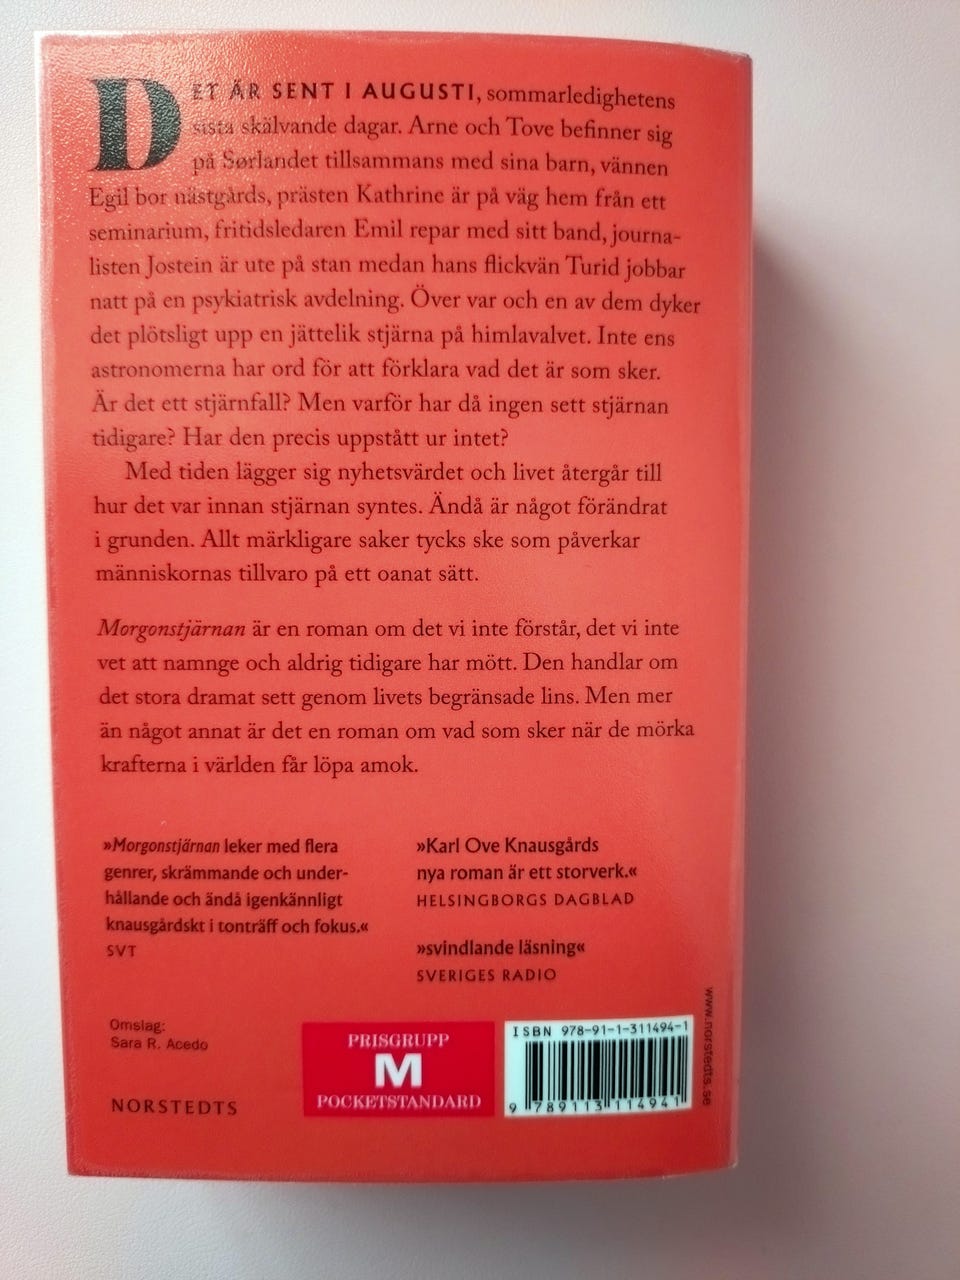 DET ÄR SENT I AUGUSTI, sommarledighetens
sista skälvande dagar. Arne och Tove befinner sig
på Sørlandet tillsammans med sina barn, vännen
Egil bor nästgårds, prästen Kathrine är på väg hem från ett
seminarium, fritidsledaren Emil repar med sitt band, journa-
listen Jostein är ute på stan medan hans flickvän Turid jobbar
natt på en psykiatrisk avdelning. Över var och en av dem dyker
det plötsligt upp en jättelik stjärna på himlavalvet. Inte ens
astronomerna har ord för att förklara vad det är som sker.
Är det ett stjärnfall? Men varför har då ingen sett stjärnan
tidigare? Har den precis uppstått ur intet?
Med tiden lägger sig nyhetsvärdet och livet återgår till
hur det var innan stjärnan syntes. Ändå är något förändrat
i grunden. Allt märkligare saker tycks ske som påverkar
människornas tillvaro på ett oanat sätt.
Morgonstjärnan är en roman om det vi inte förstår, det vi inte
vet att namnge och aldrig tidigare har mött. Den handlar om
det stora dramat sett genom livets begränsade lins. Men mer
än något annat är det en roman om vad som sker när de mörka
krafterna i världen får löpa amok.
»Morgonstjärnan leker med flera
genrer, skrämmande och under-
hållande och ändå igenkännligt
knausgårdskt i tonträff och fokus.«
SVT
»Karl Ove Knausgårds
nya roman är ett storverk.«
HELSINGBORGS DAGBLAD
»svindlande läsning«
SVERIGES RADIO
Omslag:
Sara R. Acedo
NORSTEDTS
PRISGRUPP
M
POCKETSTANDARD
ISBN 978-91-1-311494-1
9 789113 114941
www.norstedts.se